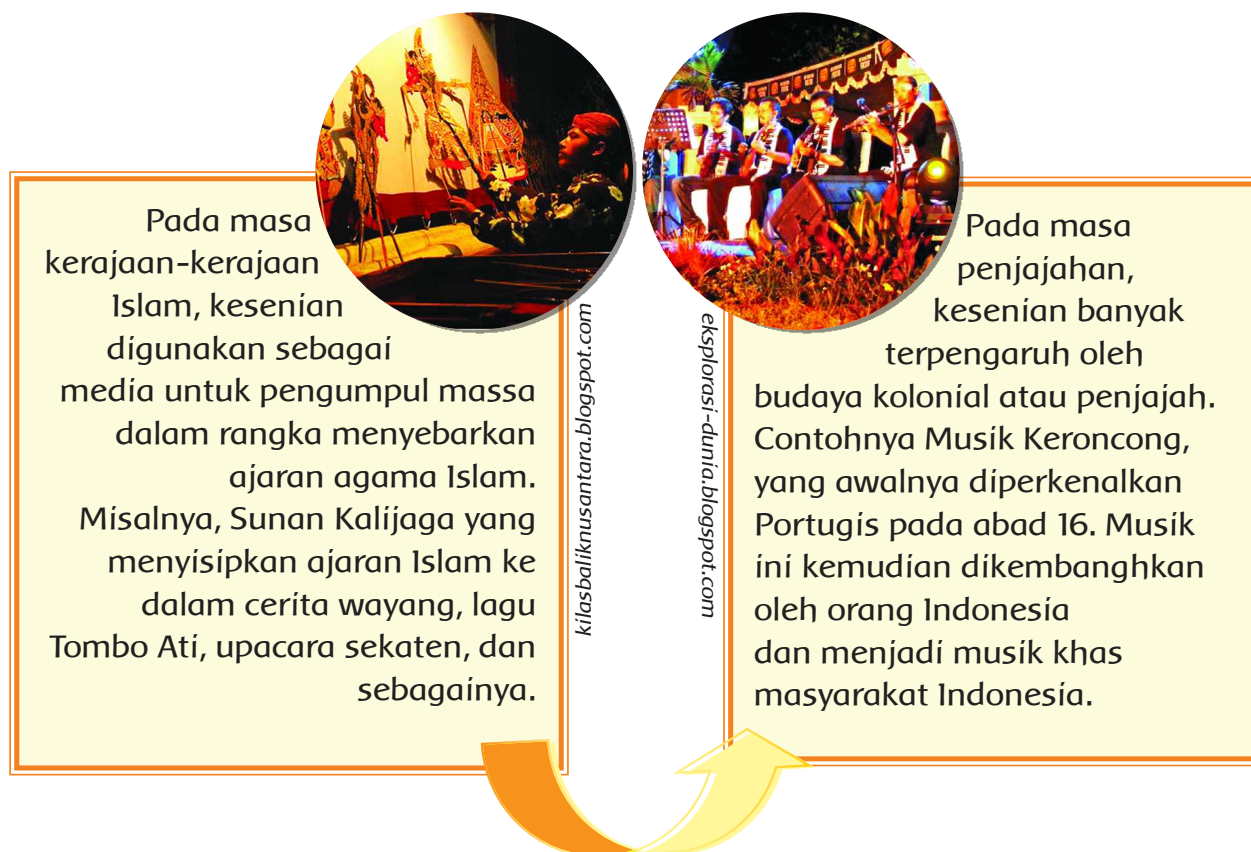 Pada masa
kerajaan-kerajaan
Islam, kesenian
digunakan sebagai
media untuk pengumpul massa
dalam rangka menyebarkan
ajaran agama Islam.
Misalnya, Sunan Kalijaga yang
menyisipkan ajaran Islam ke
dalam cerita wayang, lagu
Tombo Ati, upacara sekaten, dan
sebagainya.
kilasbaliknusantara.blogspot.com
eksplorasi-dunia.blogspot.com
Pada masa
penjajahan,
kesenian banyak
terpengaruh oleh
budaya kolonial atau penjajah.
Contohnya Musik Keroncong,
yang awalnya diperkenalkan
Portugis pada abad 16. Musik
ini kemudian dikembanghkan
oleh orang Indonesia
dan menjadi musik khas
masyarakat Indonesia.